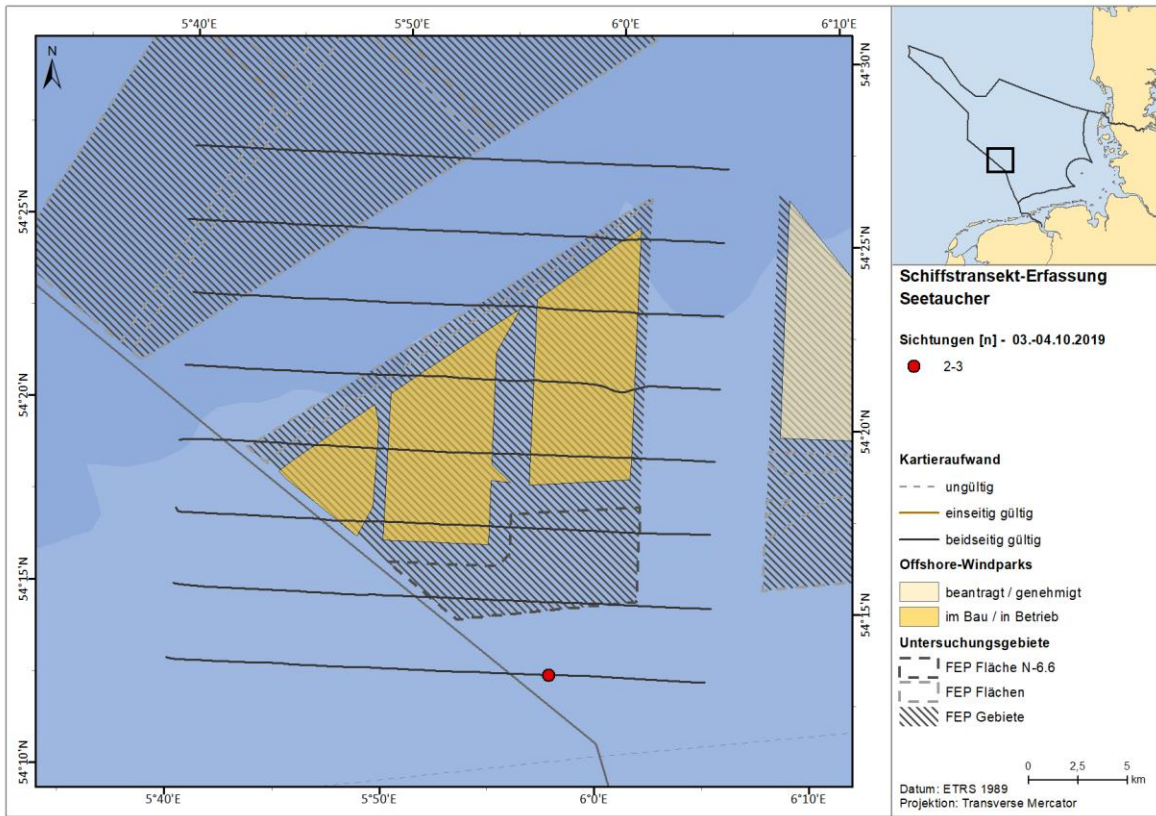 5°40'E
5°50'E
6°0'E
6°10'E
N
54°30'N
54°25'N
54°25'N
54°20'N
54°20'N
54°15'N
54°15'N
54°10'N
5°40'E
5°50'E
6°0'E
6°10'E
Schiffstransekt-Erfassung
Seetaucher
Sichtungen [n] - 03.-04.10.2019
2-3
Kartieraufwand
ungültig
einseitig gültig
beidseitig gültig
Offshore-Windparks
beantragt / genehmigt
im Bau / in Betrieb
Untersuchungsgebiete
FEP Fläche N-6.6
FEP Flächen
FEP Gebiete
0 2,5 5
km
Datum: ETRS 1989
Projektion: Transverse Mercator